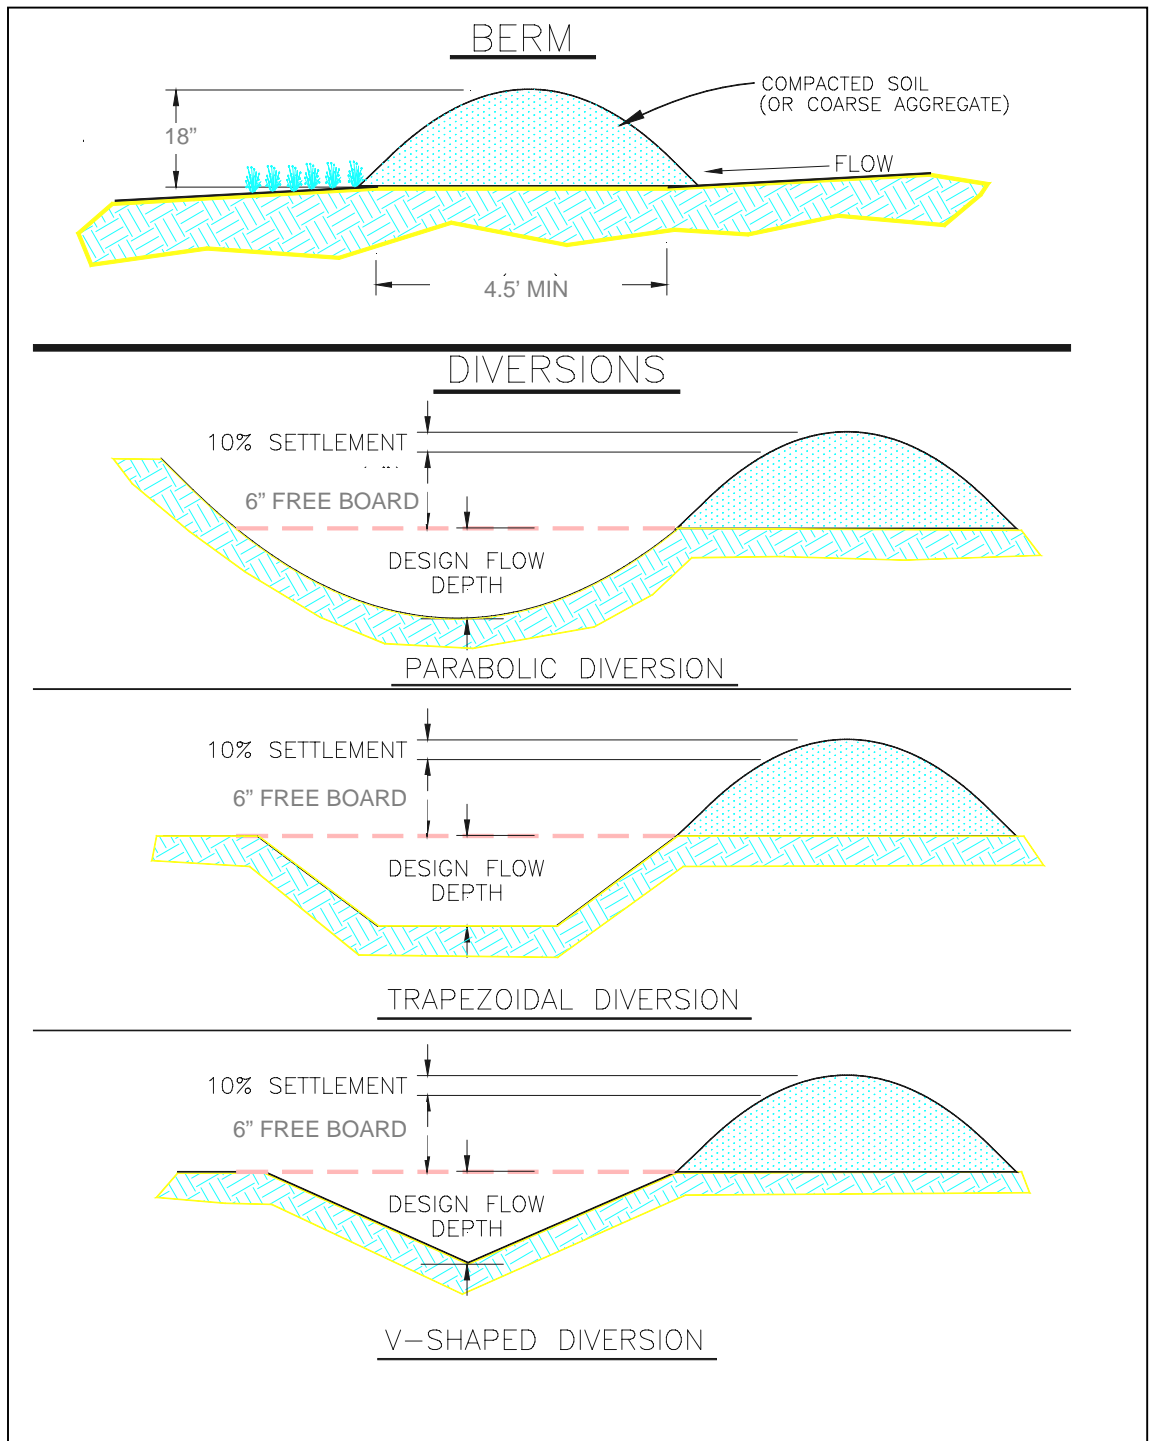 BERM
COMPACTED SOIL
(OR COARSE AGGREGATE)
18”
FLOW
4.5’ MIN
DIVERSIONS
10% SETTLEMENT
6” FREE BOARD
DESIGN FLOW
DEPTH
PARABOLIC DIVERSION
10% SETTLEMENT
6” FREE BOARD
DESIGN FLOW
DEPTH
TRAPEZOIDAL DIVERSION
10% SETTLEMENT
6” FREE BOARD
DESIGN FLOW
DEPTH
V-SHAPED DIVERSION